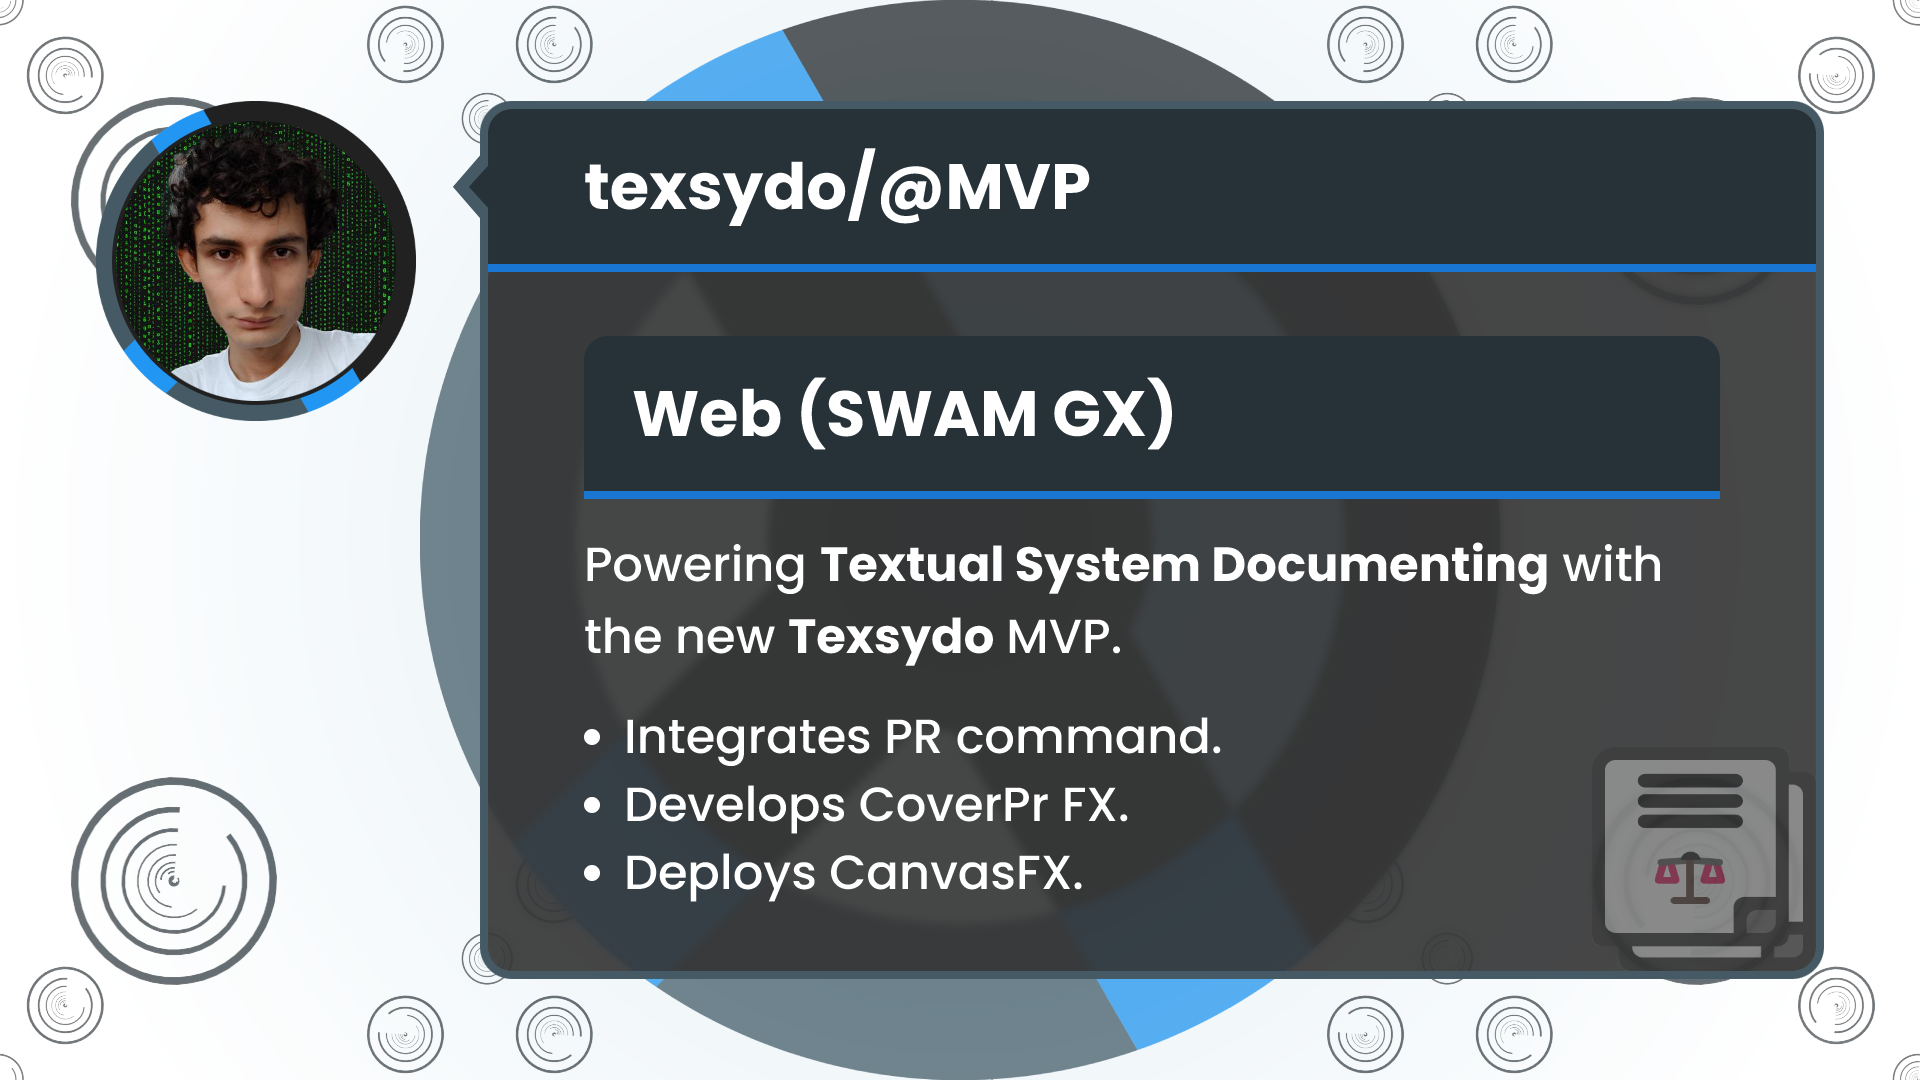 texsydo/@MVP
Web (SWAM GX)
Powering Textual System Documenting with
the new Texsydo MVP.
• Integrates PR command.
• Develops CoverPr FX.
• Deploys CanvasFX.